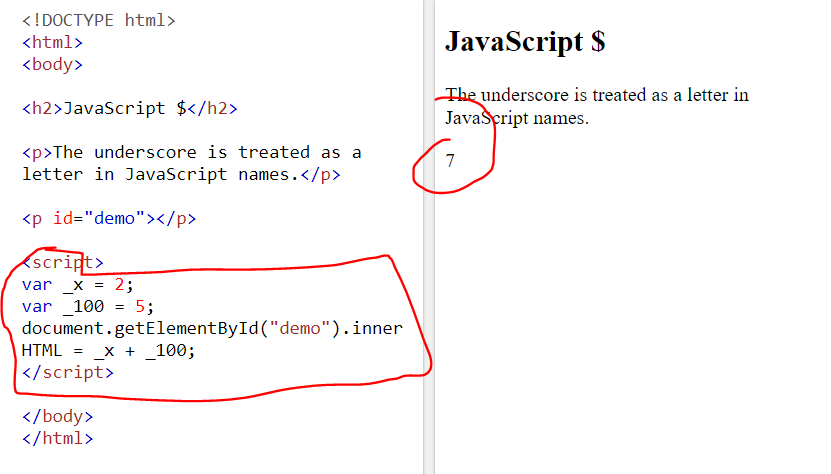 <!DOCTYPE html>
<html>
<body>
<h2>JavaScript $</h2>
<p>The underscore is treated as a
letter in JavaScript names.</p>
<p id="demo"></p>
<script>
var _x = 2;
var _100 = 5;
document.getElementById("demo").inner
HTML = _x + _100;
</script>
</body>
</html>
JavaScript $
The underscore is treated as a letter in
JavaScript names.
7